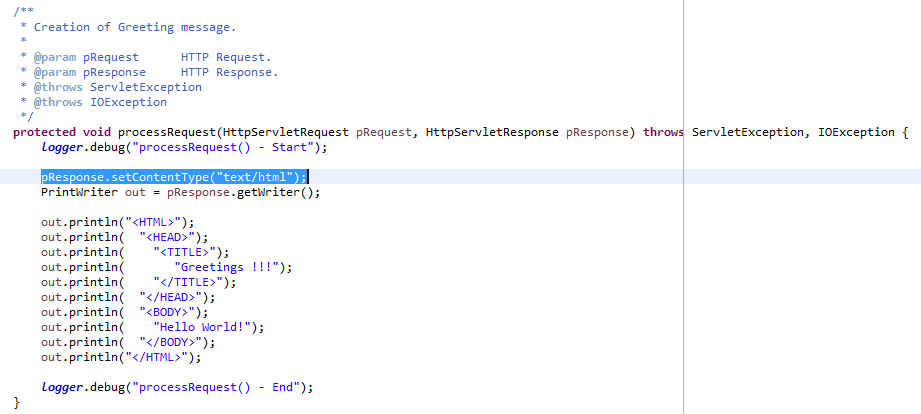 /**
 * Creation of Greeting message.
 *
 * @param pRequest      HTTP Request.
 * @param pResponse     HTTP Response.
 * @throws ServletException
 * @throws IOException
 */
protected void processRequest(HttpServletRequest pRequest, HttpServletResponse pResponse) throws ServletException, IOException {
    logger.debug("processRequest() - Start");

    pResponse.setContentType("text/html");
    PrintWriter out = pResponse.getWriter();

    out.println("<HTML>");
    out.println(  "<HEAD>");
    out.println(    "<TITLE>");
    out.println(       "Greetings !!!");
    out.println(    "</TITLE>");
    out.println(  "</HEAD>");
    out.println(  "<BODY>");
    out.println(    "Hello World!");
    out.println(  "</BODY>");
    out.println("</HTML>");

    logger.debug("processRequest() - End");
}